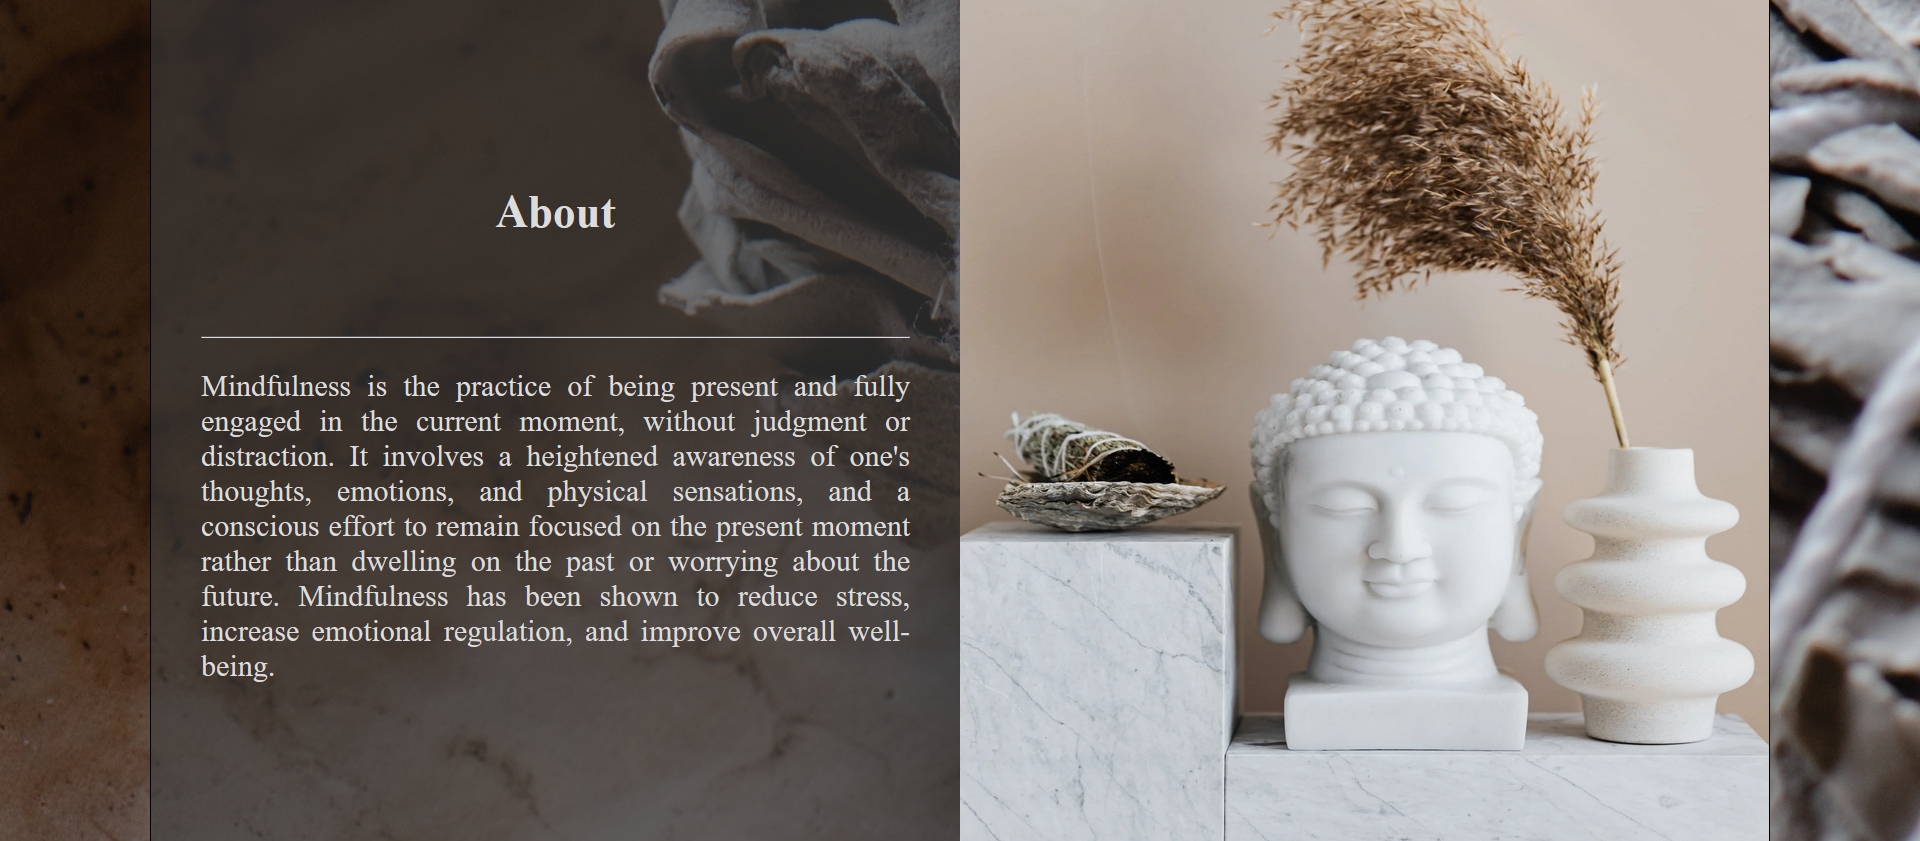 About
Mindfulness is the practice of being present and fully
engaged in the current moment, without judgment or
distraction. It involves a heightened awareness of one's
thoughts, emotions, and physical sensations, and a
conscious effort to remain focused on the present moment
rather than dwelling on the past or worrying about the
future. Mindfulness has been shown to reduce stress,
increase emotional regulation, and improve overall well-
being.